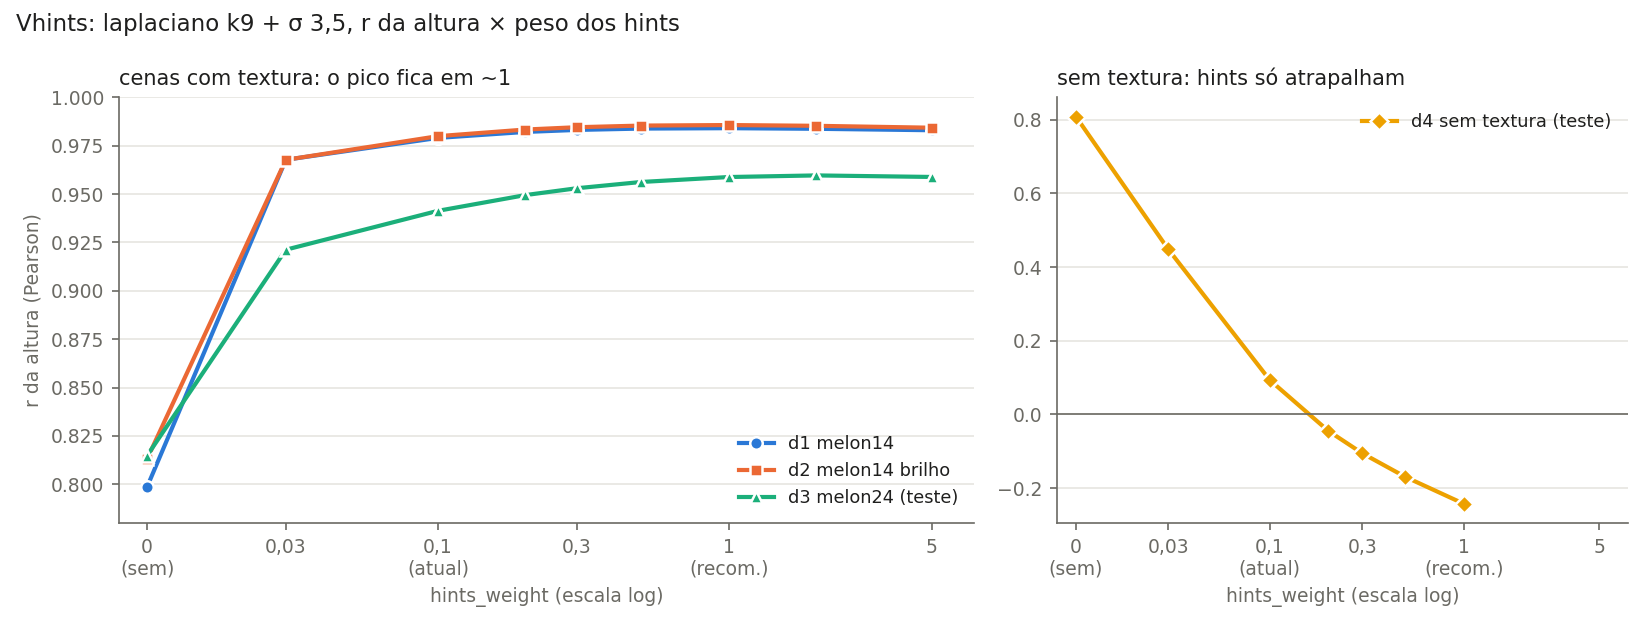 Vhints: laplaciano k9 + σ 3,5, r da altura × peso dos hints
cenas com textura: o pico fica em ~1
r da altura (Pearson)
1.000
0.975
0.950
0.925
0.900
0.875
0.850
0.825
0.800
d1 melon14
d2 melon14 brilho
d3 melon24 (teste)
0 0,03 0,1 0,3 1 5
(sem) (atual) (recom.)
hints_weight (escala log)
sem textura: hints só atrapalham
d4 sem textura (teste)
0.8
0.6
0.4
0.2
0.0
−0.2
0 0,03 0,1 0,3 1 5
(sem) (atual) (recom.)
hints_weight (escala log)